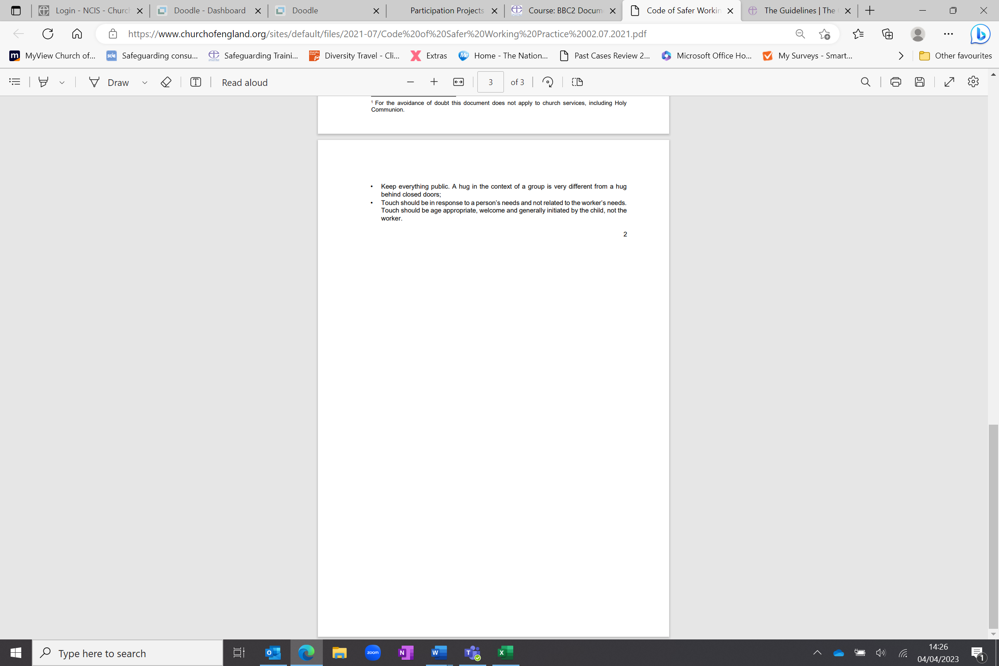 Login - NCIS - Church
Doodle - Dashboard
Doodle
Participation Projects
Course: BBC2 Docum
Code of Safer Workin
The Guidelines | The
https://www.churchofengland.org/sites/default/files/2021-07/Code%20of%20Safer%20Working%20Practice%2002.07.2021.pdf
MyView Church of...
Safeguarding consu...
Safeguarding Traini...
Diversity Travel - Cli...
Extras
Home - The Nation...
Past Cases Review 2...
Microsoft Office Ho...
My Surveys - Smart...
Other favourites
Draw
Read aloud
3
of 3
1 For the avoidance of doubt this document does not apply to church services, including Holy
Communion.
• Keep everything public. A hug in the context of a group is very different from a hug
behind closed doors;
• Touch should be in response to a person's needs and not related to the worker's needs.
Touch should be age appropriate, welcome and generally initiated by the child, not the
worker.
2
Type here to search
zoom
14:26
04/04/2023
1